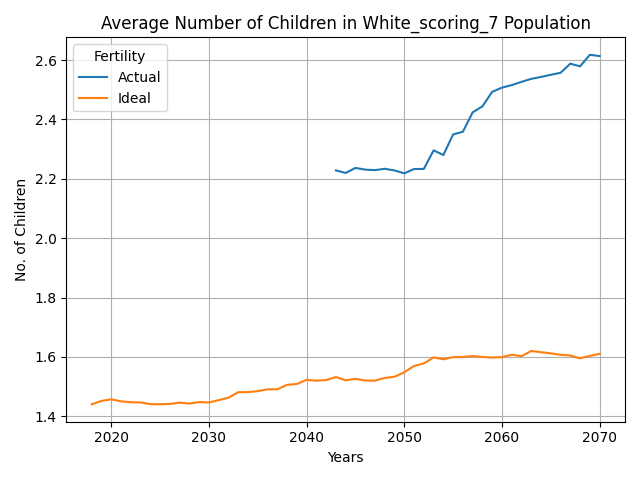 Average Number of Children in White_scoring_7 Population
Fertility
Actual
Ideal
No. of Children
2.6
2.4
2.2
2.0
1.8
1.6
1.4
2020 2030 2040 2050 2060 2070
Years